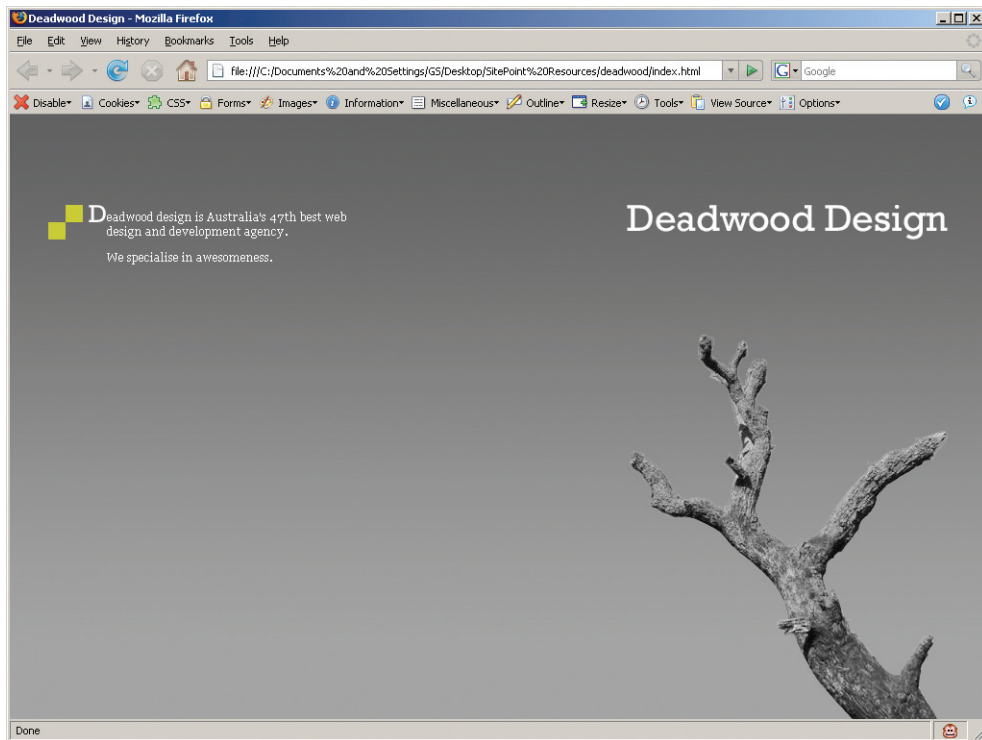 Deadwood Design - Mozilla Firefox
File Edit View History Bookmarks Tools Help
file:///C:/Documents%20and%20Settings/GS/Desktop/SitePoint%20Resources/deadwood/index.html
G Google
Disable Cookies CSS Forms Images Information Miscellaneous Outline Resize Tools View Source Options
Deadwood design is Australia's 47th best web
design and development agency.
We specialise in awesomeness.
Deadwood Design
Done